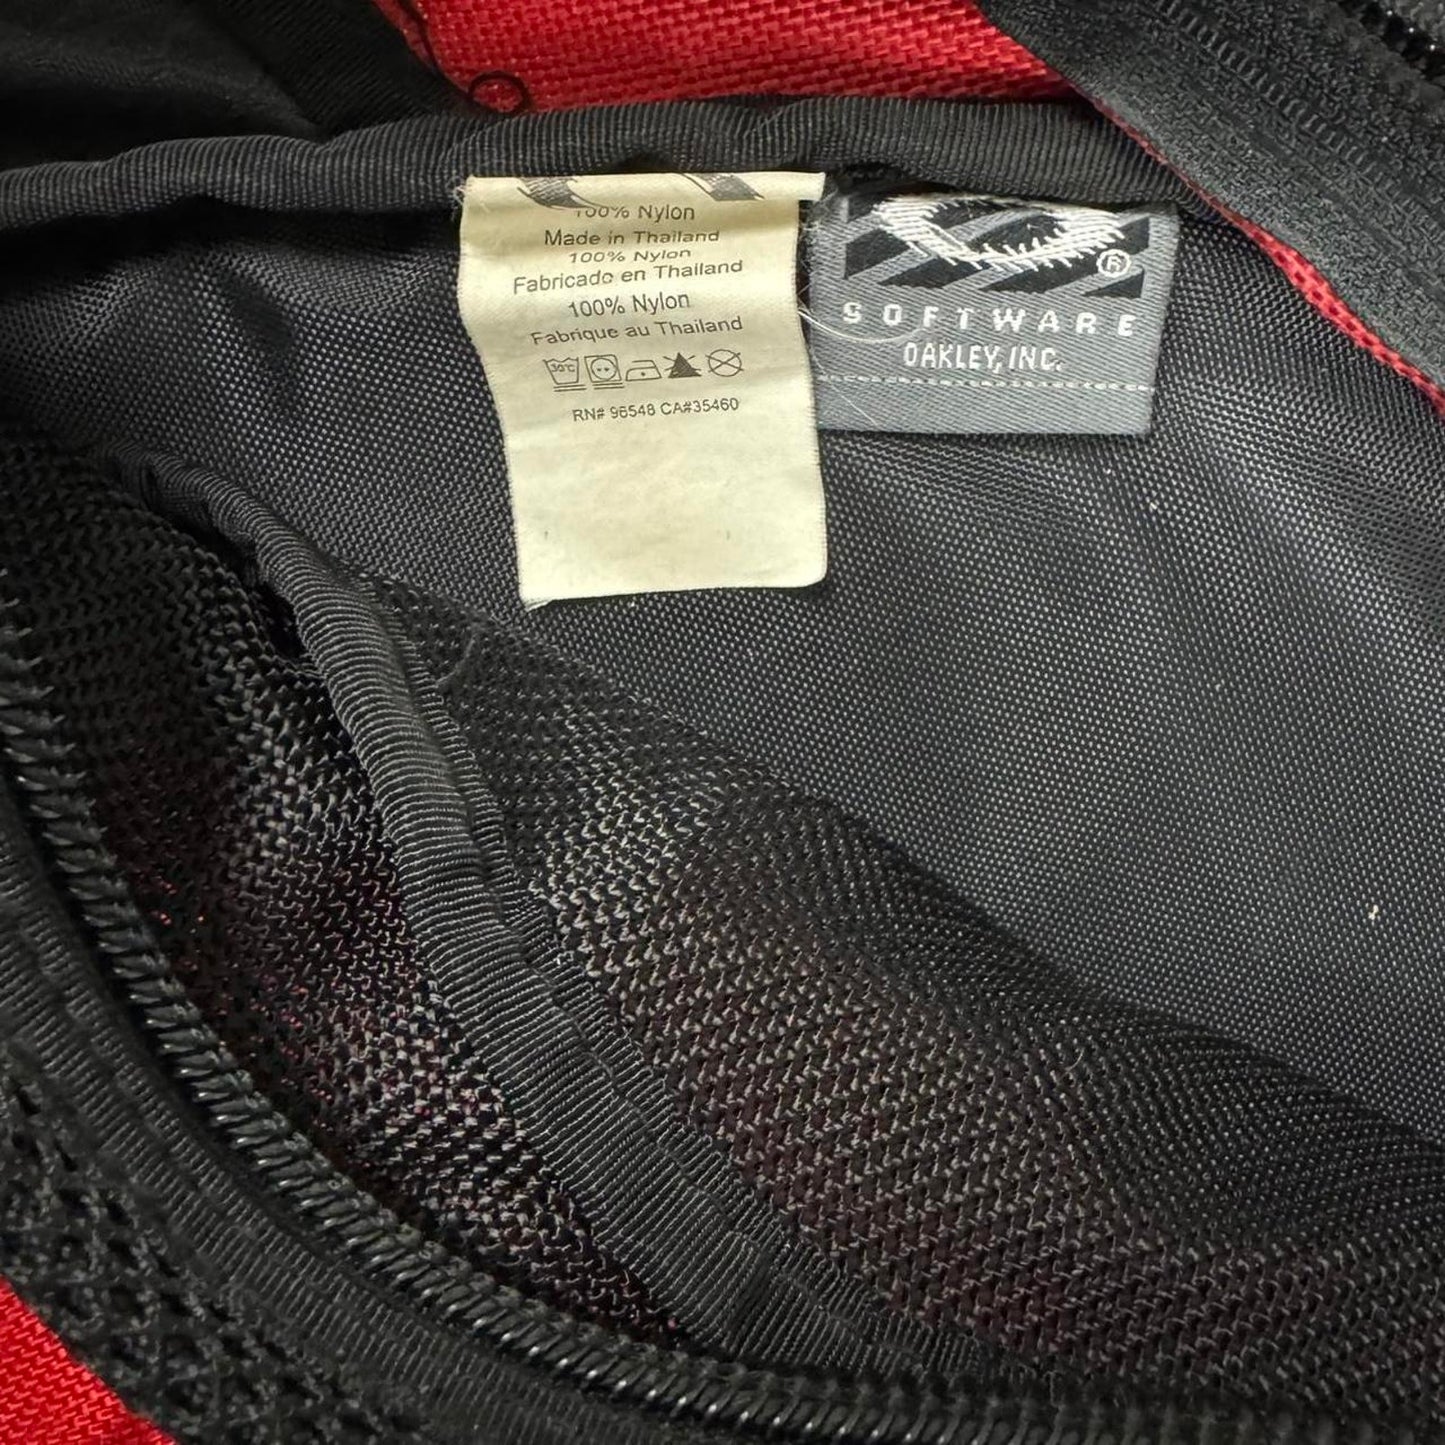 100% Nylon
Made in Thailand
100% Nylon
Fabricado en Thailand
100% Nylon
Fabrique au Thailand
30°C
RN# 96548 CA#35460
®
SOFTWARE
OAKLEY, INC.